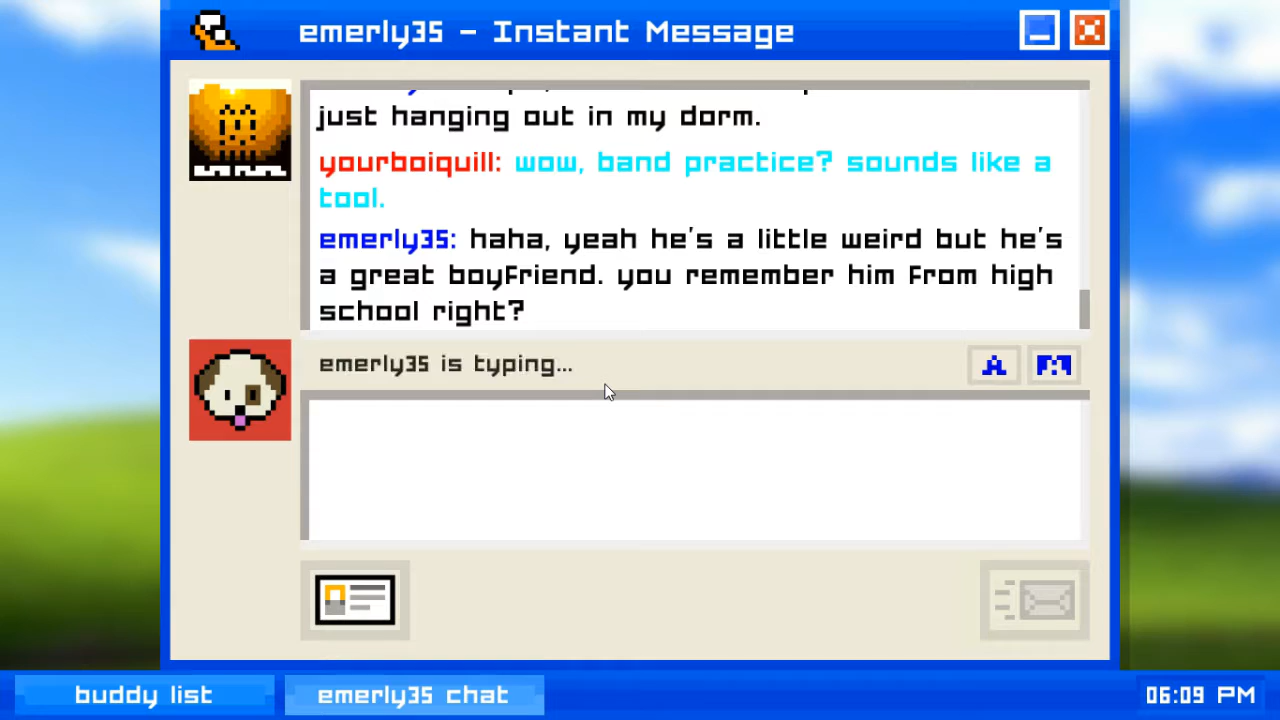 emerly35 - Instant Message
just hanging out in my dorm.
yourboiquill: wow, band practice? sounds like a
tool.
emerly35: haha, yeah he's a little weird but he's
a great boyfriend. you remember him from high
school right?
emerly35 is typing...
A
buddy list
emerly35 chat
06:09 PM